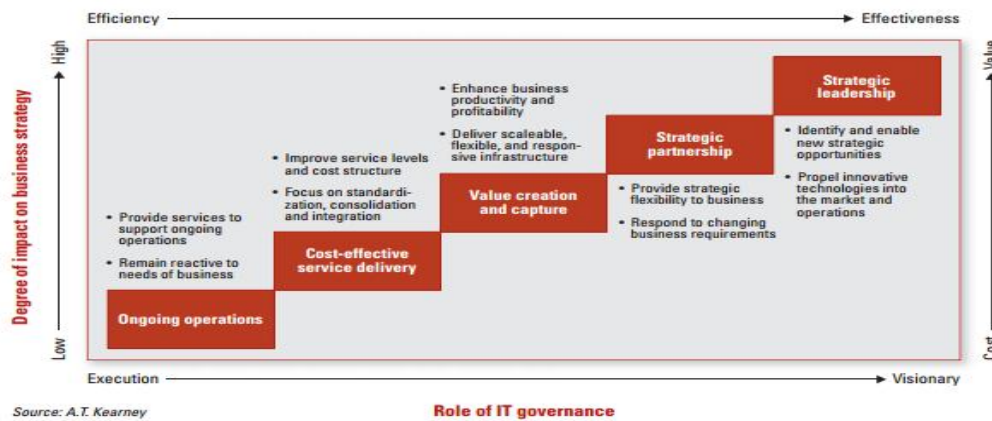 Efficiency
Effectiveness
Degree of impact on business strategy
High
Low
Value
Cost
• Provide services to
support ongoing
operations
• Remain reactive to
needs of business
Ongoing operations
• Improve service levels
and cost structure
• Focus on standardi-
zation, consolidation
and integration
Cost-effective
service delivery
• Enhance business
productivity and
profitability
• Deliver scaleable,
flexible, and respon-
sive infrastructure
Value creation
and capture
Strategic
partnership
• Provide strategic
flexibility to business
• Respond to changing
business requirements
Strategic
leadership
• Identify and enable
new strategic
opportunities
• Propel innovative
technologies into
the market and
operations
Execution
Visionary
Source: A.T. Kearney
Role of IT governance